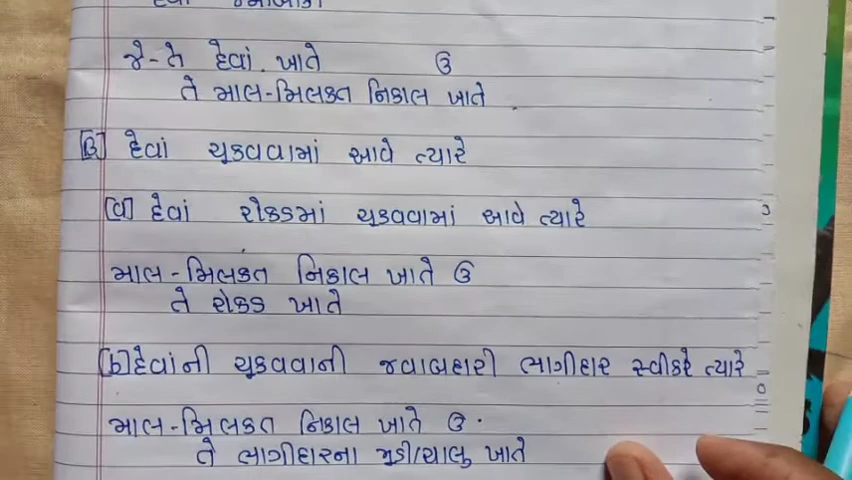 જે-તે દેવાં ખાતે ઉ
તે માલ-મિલકત નિકાલ ખાતે
[B] દેવાં ચૂકવવામાં આવે ત્યારે
[a] દેવાં રોકડમાં ચૂકવવામાં આવે ત્યારે
માલ-મિલકત નિકાલ ખાતે ઉ
તે રોકડ ખાતે
[b] દેવાંની ચૂકવવાની જવાબદારી ભાગીદાર સ્વીકારે ત્યારે
માલ-મિલકત નિકાલ ખાતે ઉ.
તે ભાગીદારના મૂડી/ચાલુ ખાતે